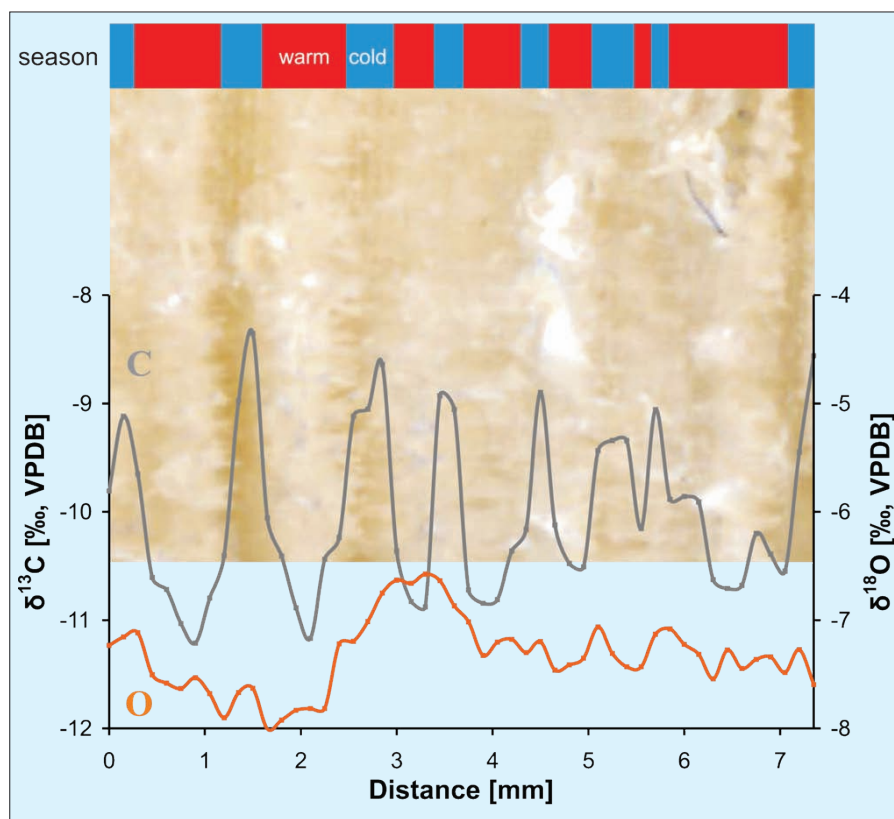 season
warm
cold
-8
-9
-10
-11
-12
δ13C [‰, VPDB]
C
O
-4
-5
-6
-7
-8
δ18O [‰, VPDB]
0 1 2 3 4 5 6 7
Distance [mm]